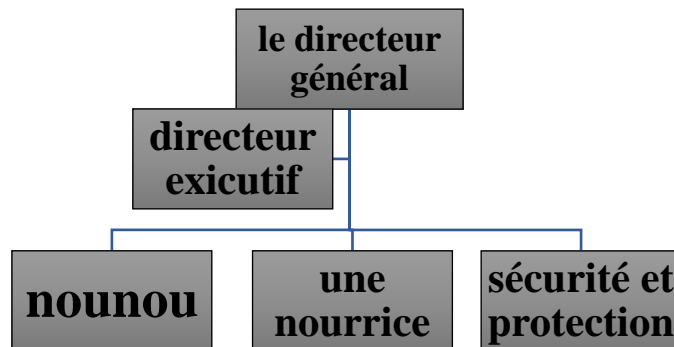 le directeur
général
directeur
exicutif
nounou
une
nourrice
sécurité et
protection